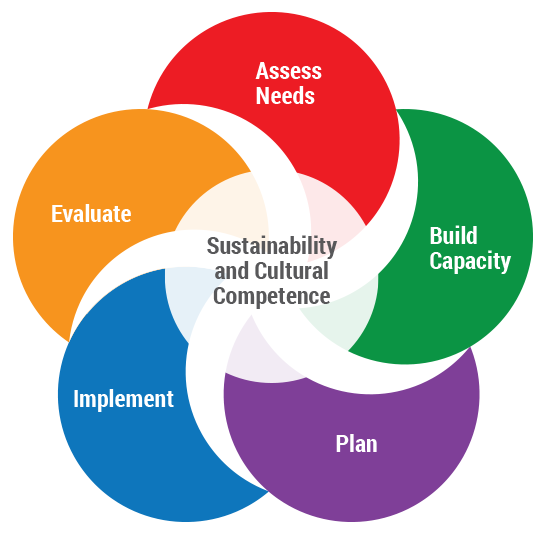 Assess
Needs
Build
Capacity
Plan
Implement
Evaluate
Sustainability
and Cultural
Competence